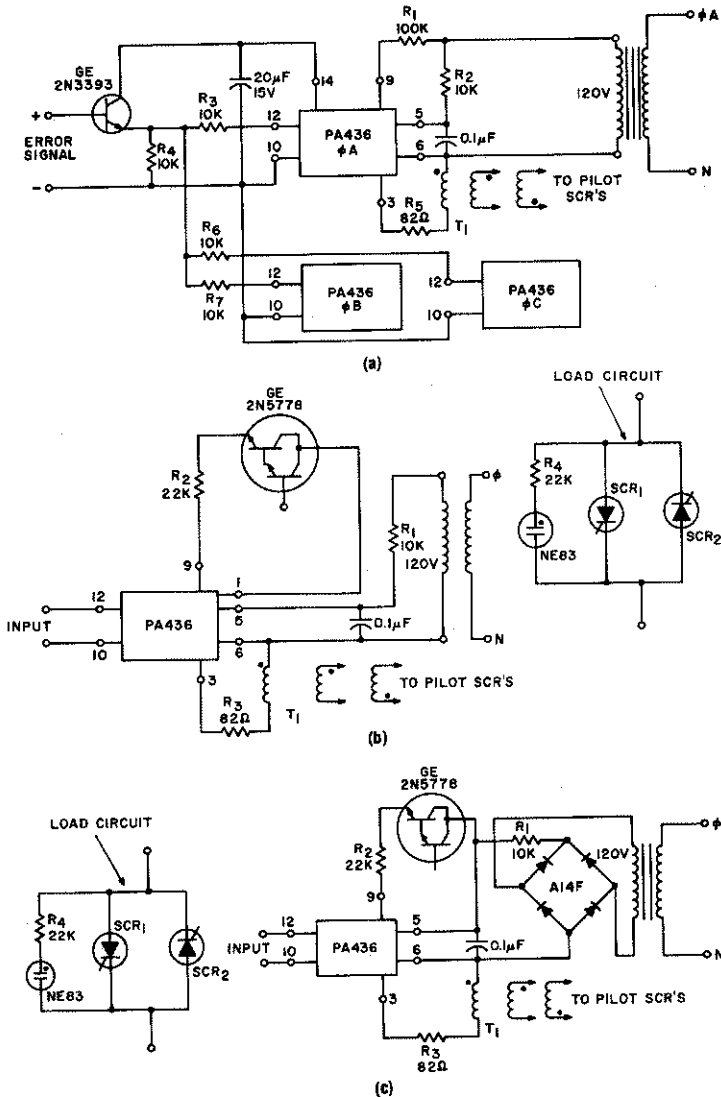 GE
2N3393
+
ERROR
SIGNAL
-
R4
10K
20µF
15V
R3
10K
14
12
10
PA436
φA
9
5
6
3
R1
100K
R2
10K
0.1µF
R5
82Ω
T1
TO PILOT
SCR'S
120V
φA
N
R6
10K
R7
10K
12
10
PA436
φB
12
10
PA436
φC
(a)
GE
2N5778
R2
22K
9
1
5
6
3
12
10
INPUT
PA436
R1
10K
120V
0.1µF
φ
N
R3
82Ω
T1
TO PILOT SCR'S
LOAD CIRCUIT
R4
22K
NE83
SCR1
SCR2
(b)
LOAD CIRCUIT
R4
22K
NE83
SCR1
SCR2
GE
2N5778
R2
22K
9
12
10
INPUT
PA436
5
6
3
R1
10K
A14F
120V
0.1µF
φ
N
R3
82Ω
T1
TO PILOT SCR'S
(c)